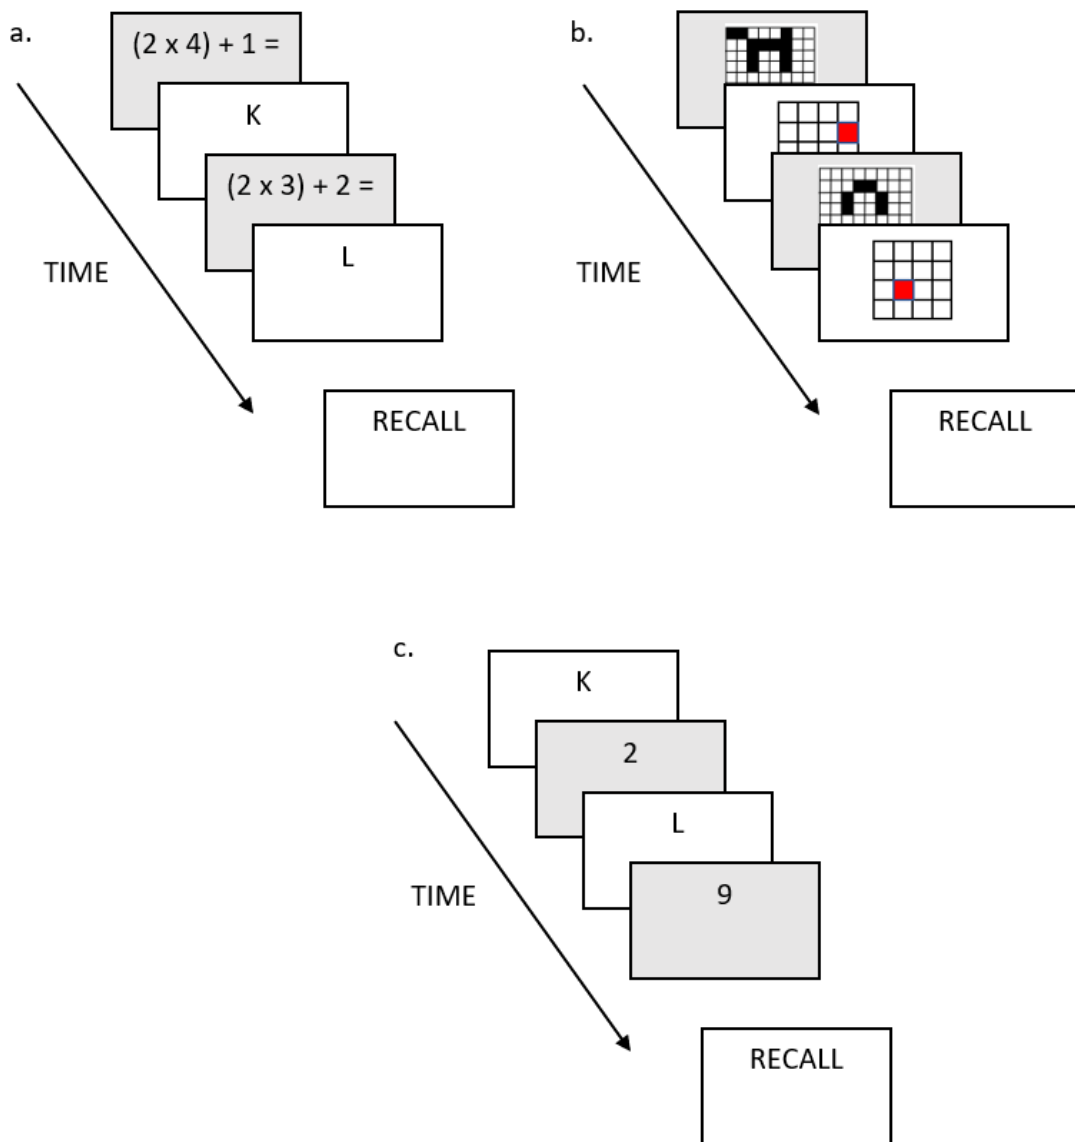 a.
(2 x 4) + 1 =
K
(2 x 3) + 2 =
L
TIME
RECALL
b.
TIME
RECALL
c.
K
2
L
9
TIME
RECALL